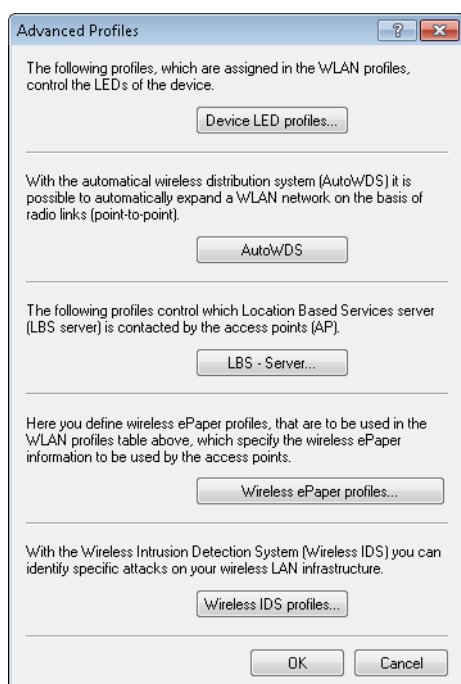 Advanced Profiles
The following profiles, which are assigned in the WLAN profiles,
control the LEDs of the device.
Device LED profiles...
With the automatical wireless distribution system (AutoWDS) it is
possible to automatically expand a WLAN network on the basis of
radio links (point-to-point).
AutoWDS
The following profiles control which Location Based Services server
(LBS server) is contacted by the access points (AP).
LBS - Server...
Here you define wireless ePaper profiles, that are to be used in the
WLAN profiles table above, which specify the wireless ePaper
information to be used by the access points.
Wireless ePaper profiles...
With the Wireless Intrusion Detection System (Wireless IDS) you can
identify specific attacks on your wireless LAN infrastructure.
Wireless IDS profiles...
OK
Cancel